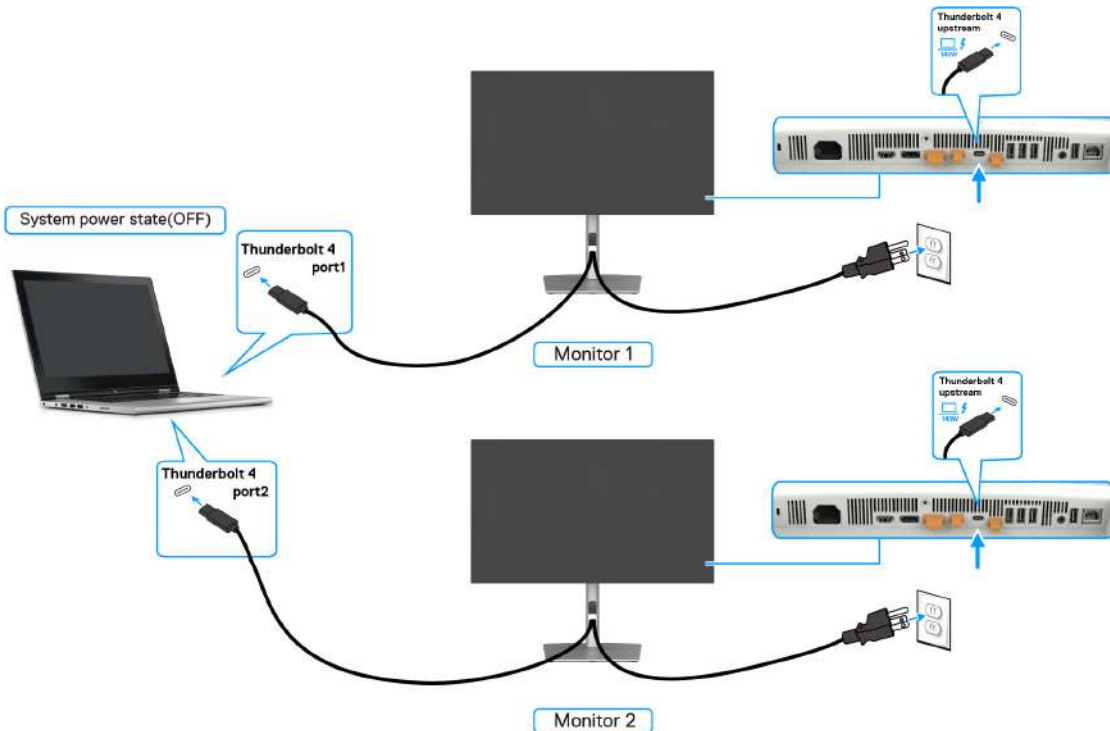 Thunderbolt 4
upstream
140W
System power state(OFF)
Thunderbolt 4
port1
Monitor 1
Thunderbolt 4
upstream
140W
Thunderbolt 4
port2
Monitor 2